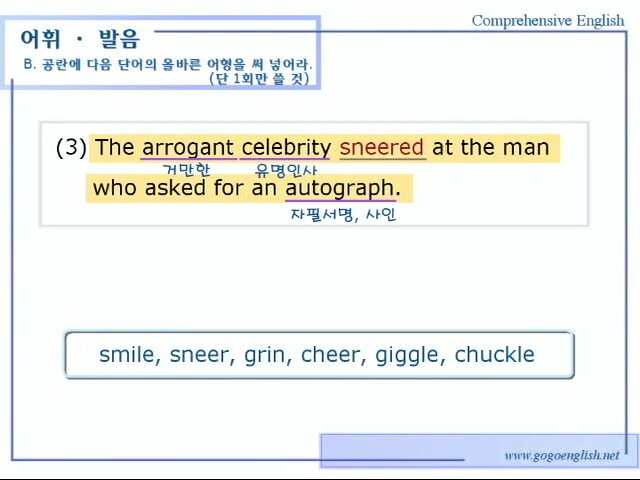 Comprehensive English
어휘 · 발음
B. 공란에 다음 단어의 올바른 어형을 써 넣어라.
(단 1회만 쓸 것)
(3) The arrogant celebrity sneered at the man
거만한 유명인사
who asked for an autograph.
자필서명, 사인
smile, sneer, grin, cheer, giggle, chuckle
www.gogoenglish.net